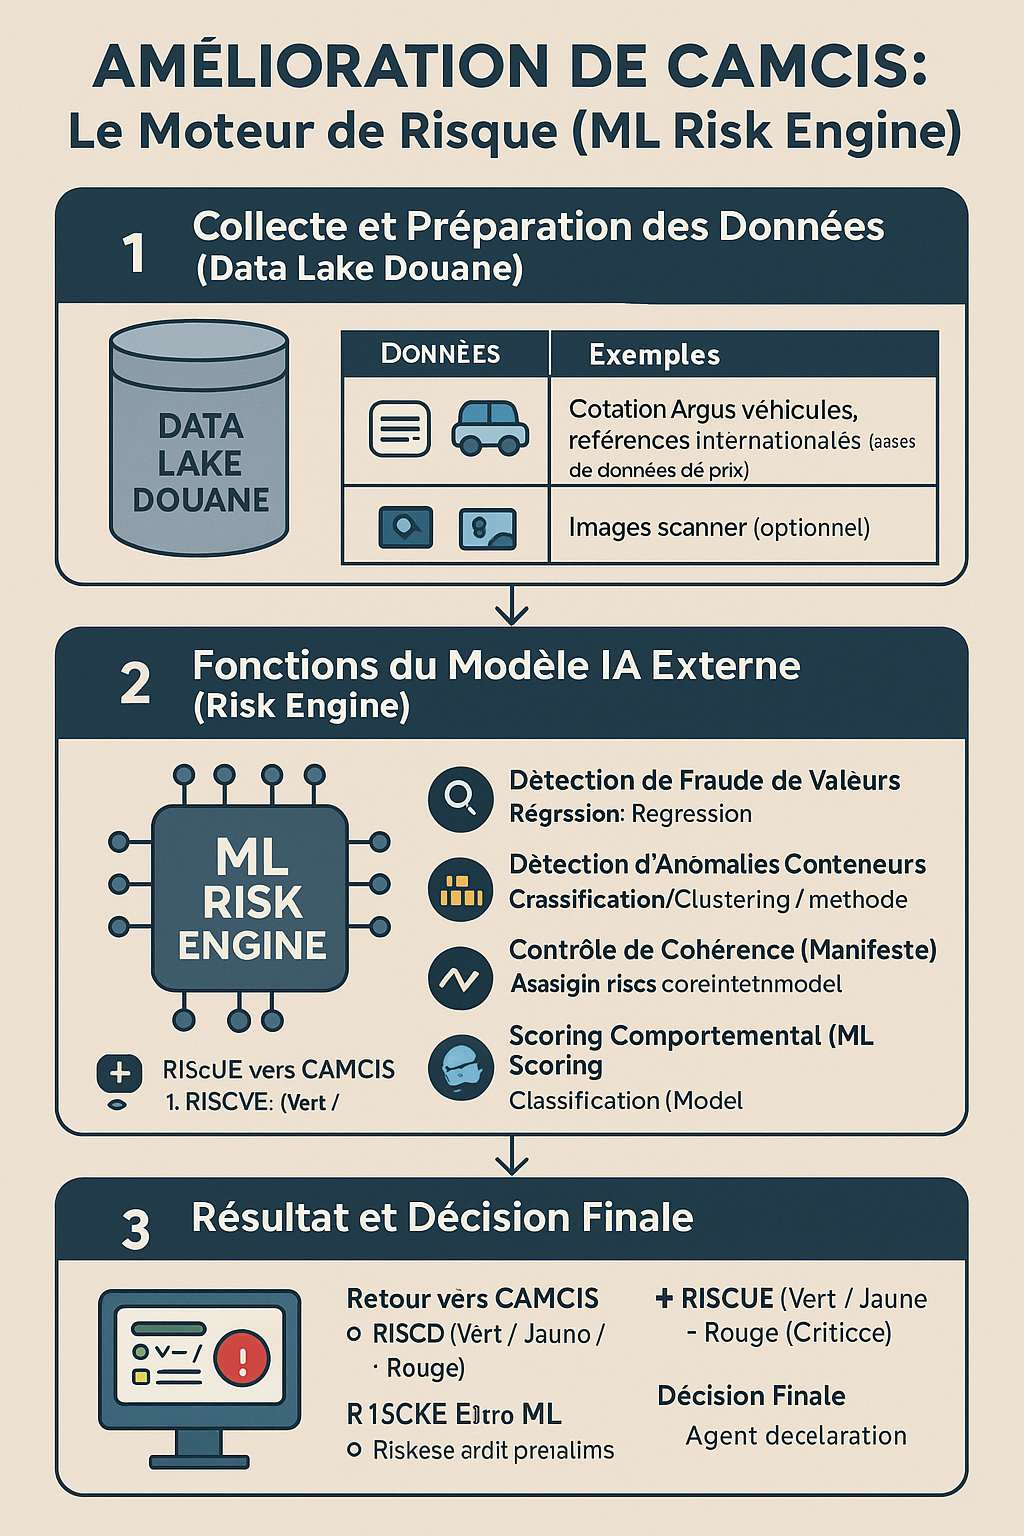 AMÉLIORATION DE CAMCIS:
Le Moteur de Risque (ML Risk Engine)
1
Collecte et Préparation des Données
(Data Lake Douane)
DATA
LAKE
DOUANE
DONNÈES
Exemples
Cotation Argus véhicules,
reférences internationalés (aases
de données dé prix)
Images scanner (optionnel)
2
Fonctions du Modèle IA Externe
(Risk Engine)
ML
RISK
ENGINE
RIScUE vers CAMCIS
1. RISCVE: (Vert /
Dètection de Fraude de Valèurs
Régrssion: Regression
Dètection d'Anomalies Conteneurs
Crassification/Clustering / methode
Contrôle de Cohérence (Manifeste)
Asasigin riscs coreintetnmodel
Scoring Comportemental (ML
Scoring
Classification (Model
3
Résultat et Décision Finale
Retour vèrs CAMCIS
RISCD (Vêrt / Jauno /
· Rouge)
R1SCKE ML
Riskese ardit
+ RISCUE (Vert / Jaune
- Rouge (Criticce)
Décision Finale
Agent decelaration